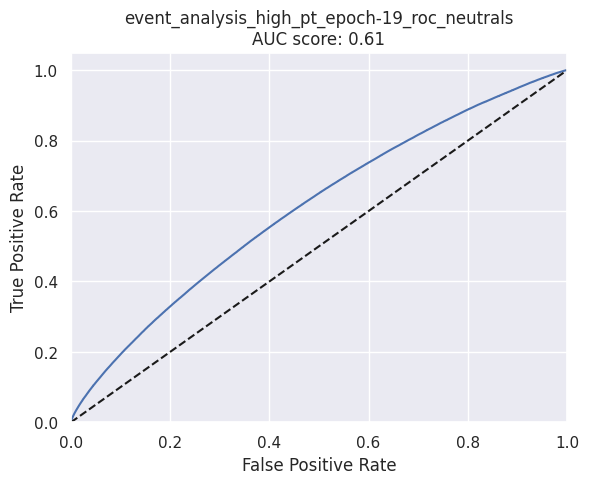 event_analysis_high_pt_epoch-19_roc_neutrals
AUC score: 0.61
True Positive Rate
1.0
0.8
0.6
0.4
0.2
0.0
0.0 0.2 0.4 0.6 0.8 1.0
False Positive Rate